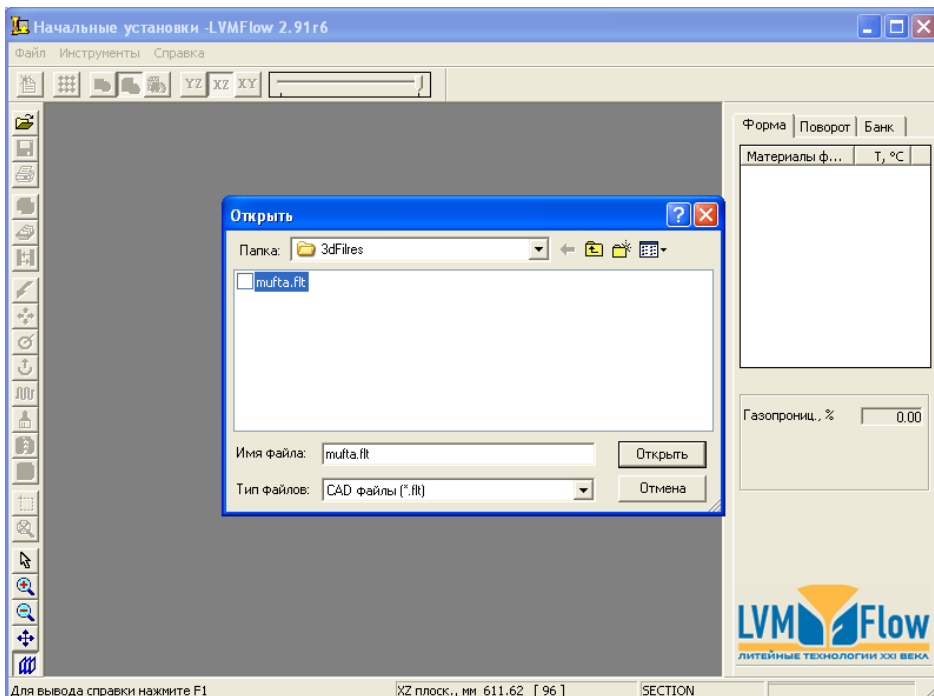 Начальные установки -LVMFlow 2.91r6
Файл Инструменты Справка
YZ XZ XY
Форма Поворот Банк
Материалы ф... T, °C
Открыть
Папка: 3dFilres
mufta.flt
Имя файла: mufta.flt Открыть
Тип файлов: CAD файлы (*.flt) Отмена
Газопрониц., % 0.00
LVM Flow
ЛИТЕЙНЫЕ ТЕХНОЛОГИИ XXI ВЕКА
Для вывода справки нажмите F1 XZ плоск., мм 611.62 [ 96 ] SECTION